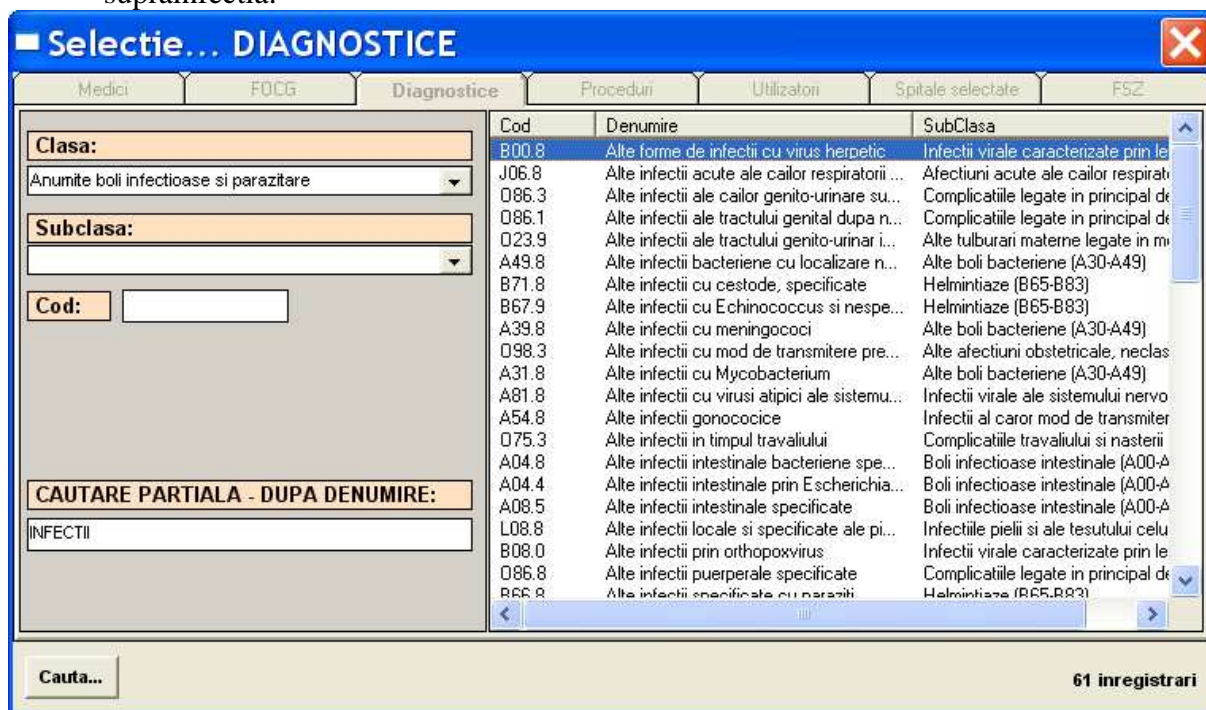 suprainfectia.
Selectie... DIAGNOSTICE
Medici FOCG Diagnostice Proceduri Utilizatori Spitale selectate FSZ
Clasa:
Anumite boli infectioase si parazitare
Subclasa:
Cod:
CAUTARE PARTIALA - DUPA DENUMIRE:
INFECTII
Cod Denumire SubClasa
B00.8 Alte forme de infectii cu virus herpetic Infectii virale caracterizate prin le
J06.8 Alte infectii acute ale cailor respiratorii ... Afectiuni acute ale cailor respirat
O86.3 Alte infectii ale cailor genito-urinare su... Complicatiile legate in principal de
O86.1 Alte infectii ale tractului genital dupa n... Complicatiile legate in principal de
O23.9 Alte infectii ale tractului genito-urinar i... Alte tulburari materne legate in m
A49.8 Alte infectii bacteriene cu localizare n... Alte boli bacteriene (A30-A49)
B71.8 Alte infectii cu cestode, specificate Helmintiaze (B65-B83)
B67.9 Alte infectii cu Echinococcus si nespe... Helmintiaze (B65-B83)
A39.8 Alte infectii cu meningococi Alte boli bacteriene (A30-A49)
O98.3 Alte infectii cu mod de transmitere pre... Alte afectiuni obstetricale, neclas
A31.8 Alte infectii cu Mycobacterium Alte boli bacteriene (A30-A49)
A81.8 Alte infectii cu virusi atipici ale sistemu... Infectii virale ale sistemului nervo
A54.8 Alte infectii gonococice Infectii al caror mod de transmiter
O75.3 Alte infectii in timpul travaliului Complicatiile travaliului si nasterii
A04.8 Alte infectii intestinale bacteriene spe... Boli infectioase intestinale (A00-A
A04.4 Alte infectii intestinale prin Escherichia... Boli infectioase intestinale (A00-A
A08.5 Alte infectii intestinale specificate Boli infectioase intestinale (A00-A
L08.8 Alte infectii locale si specificate ale pi... Infectiile pielii si ale tesutului celu
B08.0 Alte infectii prin orthopoxvirus Infectii virale caracterizate prin le
O86.8 Alte infectii puerperale specificate Complicatiile legate in principal de
B66.8 Alte infectii specificate cu paraziti Helmintiaze (B65-B83)
Cauta...
61 inregistrari